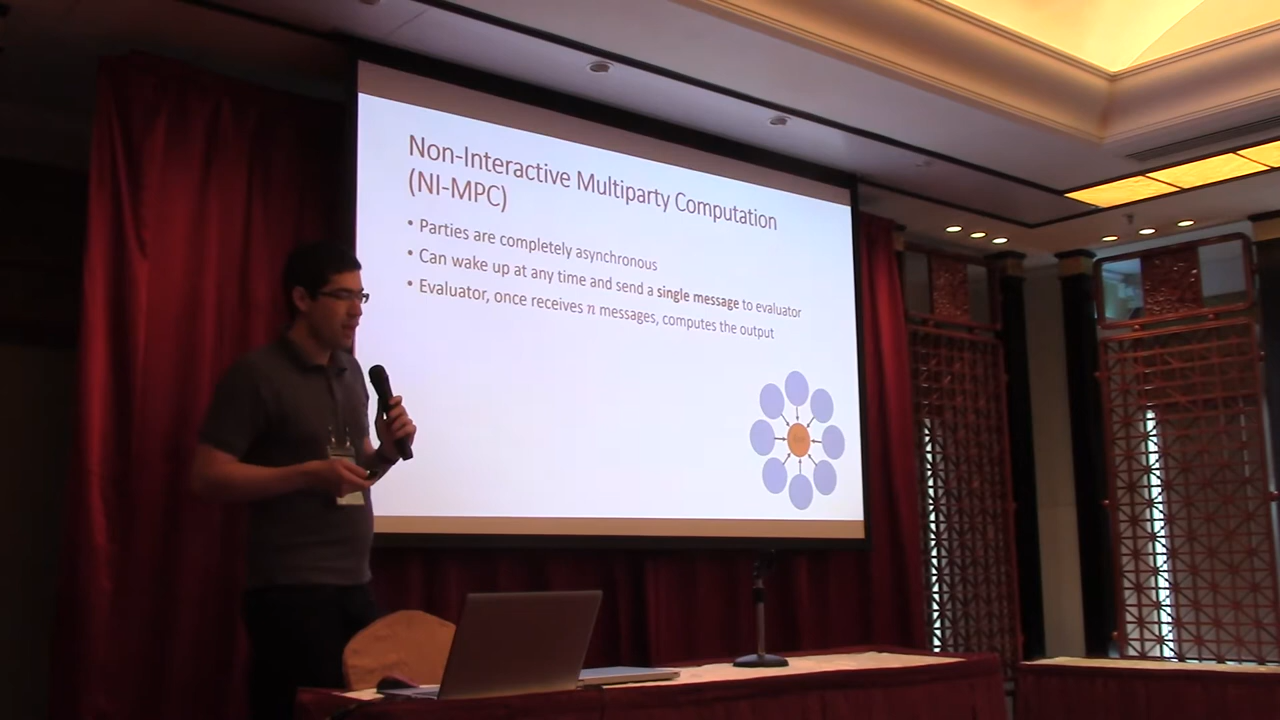 Non-Interactive Multiparty Computation
(NI-MPC)
• Parties are completely asynchronous
• Can wake up at any time and send a single message to evaluator
• Evaluator, once receives n messages, computes the output